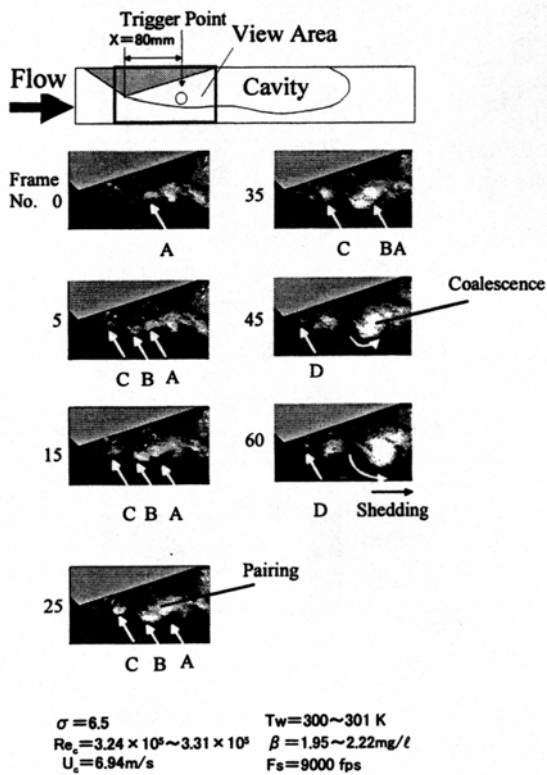 Trigger Point
X=80mm
View Area
Flow
Cavity
Frame
No. 0
A
5
C B A
15
C B A
25
Pairing
C B A
35
C BA
45
Coalescence
D
60
D Shedding
σ=6.5
Re_c=3.24×10⁵~3.31×10⁵
U_c=6.94m/s
Tw=300~301 K
β=1.95~2.22mg/ℓ
Fs=9000 fps